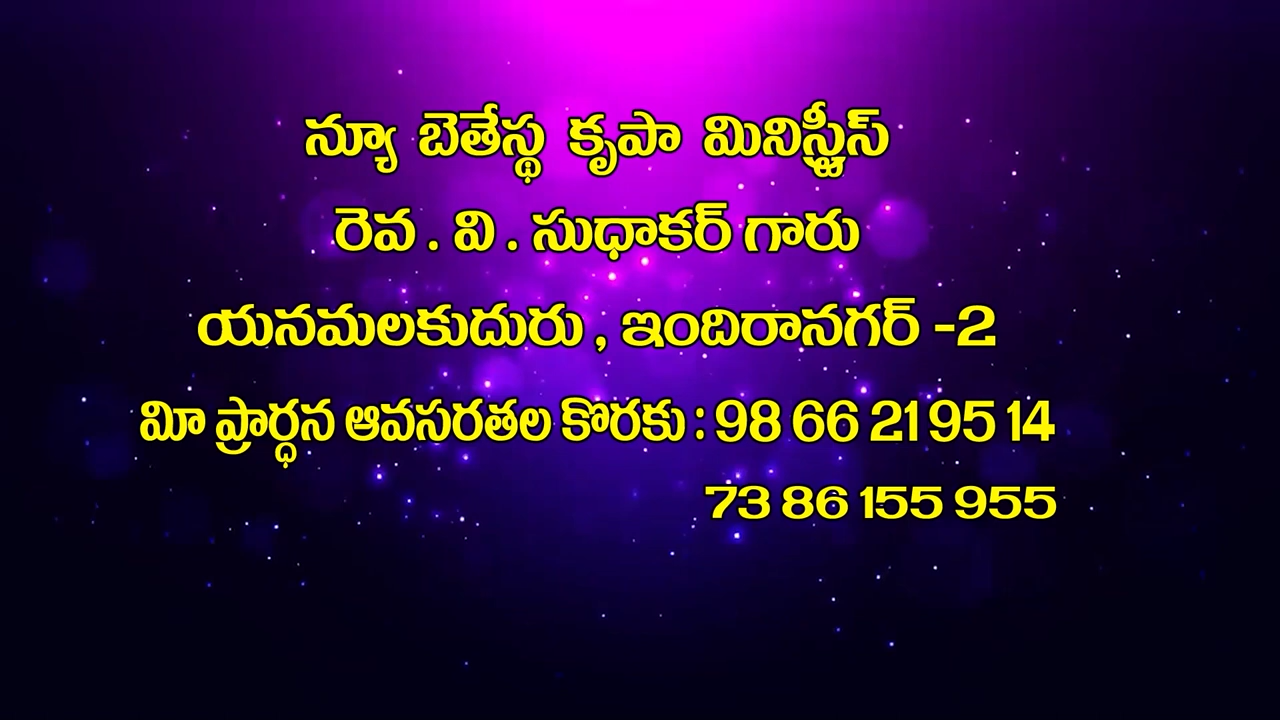 న్యూ బెతేస్థ కృపా మినిస్ట్రీస్
రెవ . వి . సుధాకర్ గారు
యనమలకుదురు , ఇందిరానగర్ -2
మీ ప్రార్ధన ఆవసరతల కొరకు : 98 66 21 95 14
73 86 155 955